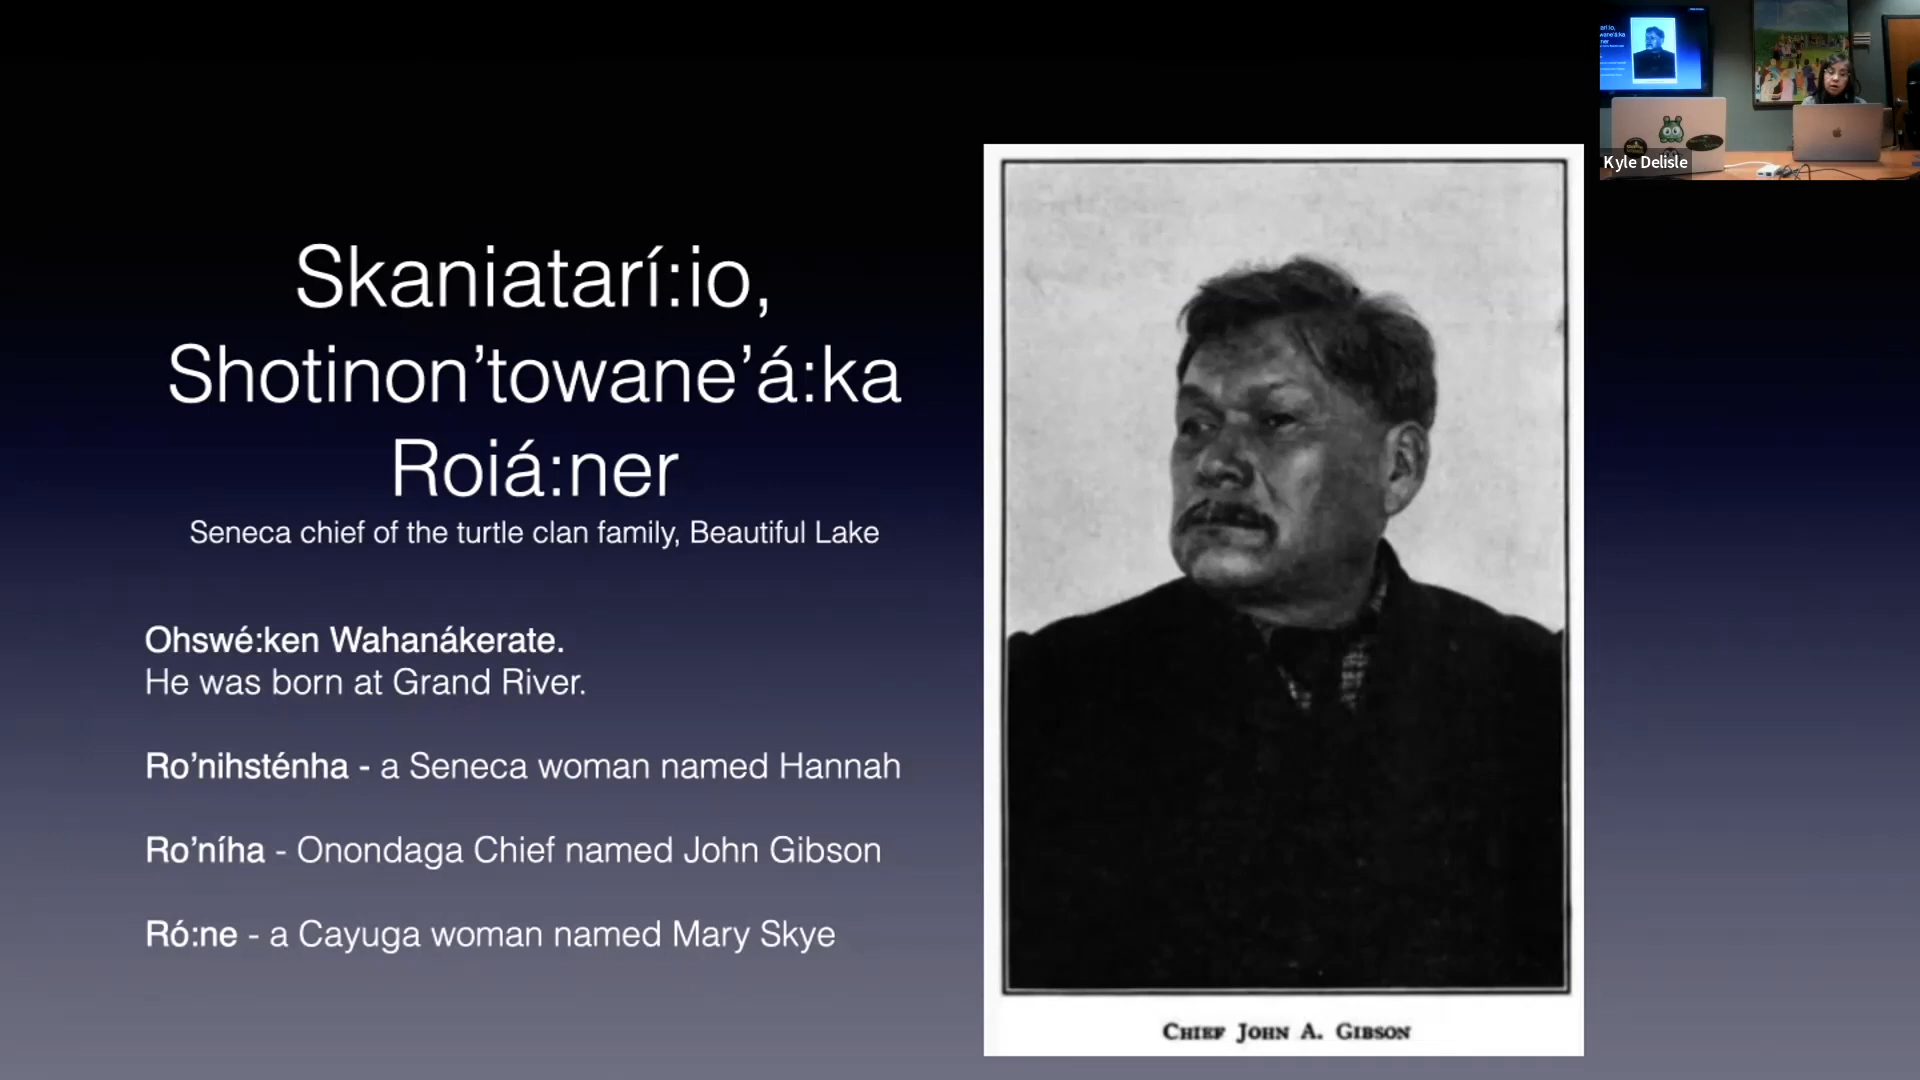 Skaniatarí:io,
Shotinon’towane’á:ka
Roiá:ner
Seneca chief of the turtle clan family, Beautiful Lake
Ohswé:ken Wahanákerate.
He was born at Grand River.
Ro’nihsténha - a Seneca woman named Hannah
Ro’níha - Onondaga Chief named John Gibson
Ró:ne - a Cayuga woman named Mary Skye
Chief John A. Gibson
Kyle Delisle